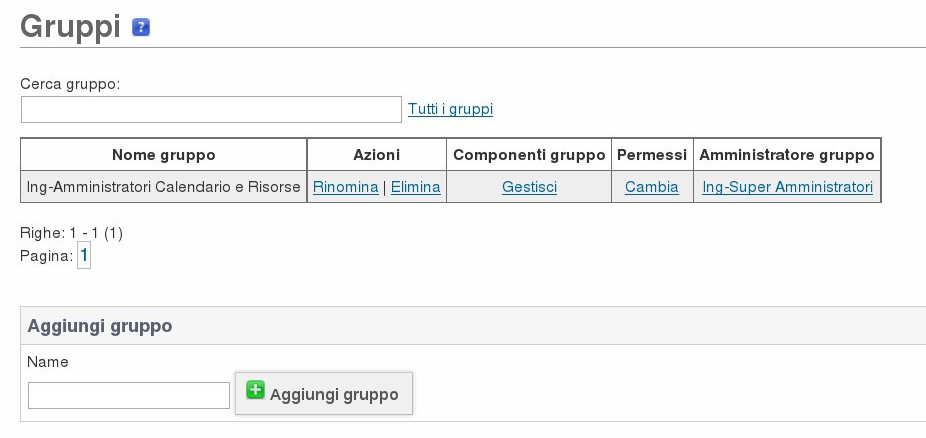 Gruppi ?
Cerca gruppo:
Tutti i gruppi
Nome gruppo Azioni Componenti gruppo Permessi Amministratore gruppo
Ing-Amministratori Calendario e Risorse Rinomina | Elimina Gestisci Cambia Ing-Super Amministratori
Righe: 1 - 1 (1)
Pagina: 1
Aggiungi gruppo
Name
Aggiungi gruppo